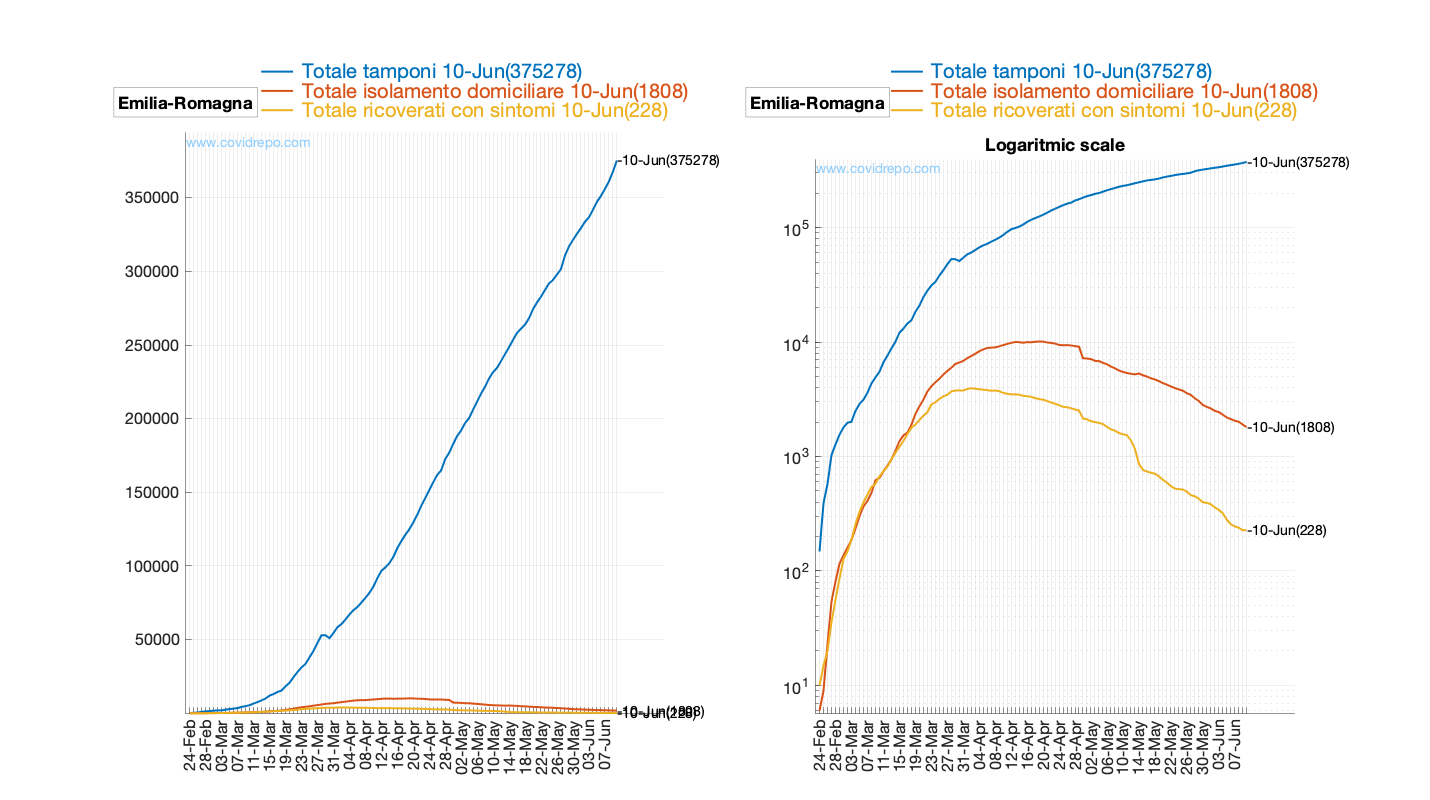 Totale tamponi 10-Jun(375278)
Totale isolamento domiciliare 10-Jun(1808)
Totale ricoverati con sintomi 10-Jun(228)
Emilia-Romagna
www.covidrepo.com
10-Jun(375278)
350000
300000
250000
200000
150000
100000
50000
10-Jun(1808)
10-Jun(228)
24-Feb
28-Feb
03-Mar
07-Mar
11-Mar
15-Mar
19-Mar
23-Mar
27-Mar
31-Mar
04-Apr
08-Apr
12-Apr
16-Apr
20-Apr
24-Apr
28-Apr
02-May
06-May
10-May
14-May
18-May
22-May
26-May
30-May
03-Jun
07-Jun
Totale tamponi 10-Jun(375278)
Totale isolamento domiciliare 10-Jun(1808)
Totale ricoverati con sintomi 10-Jun(228)
Emilia-Romagna
Logaritmic scale
www.covidrepo.com
10-Jun(375278)
10^5
10^4
10-Jun(1808)
10^3
10-Jun(228)
10^2
10^1
24-Feb
28-Feb
03-Mar
07-Mar
11-Mar
15-Mar
19-Mar
23-Mar
27-Mar
31-Mar
04-Apr
08-Apr
12-Apr
16-Apr
20-Apr
24-Apr
28-Apr
02-May
06-May
10-May
14-May
18-May
22-May
26-May
30-May
03-Jun
07-Jun